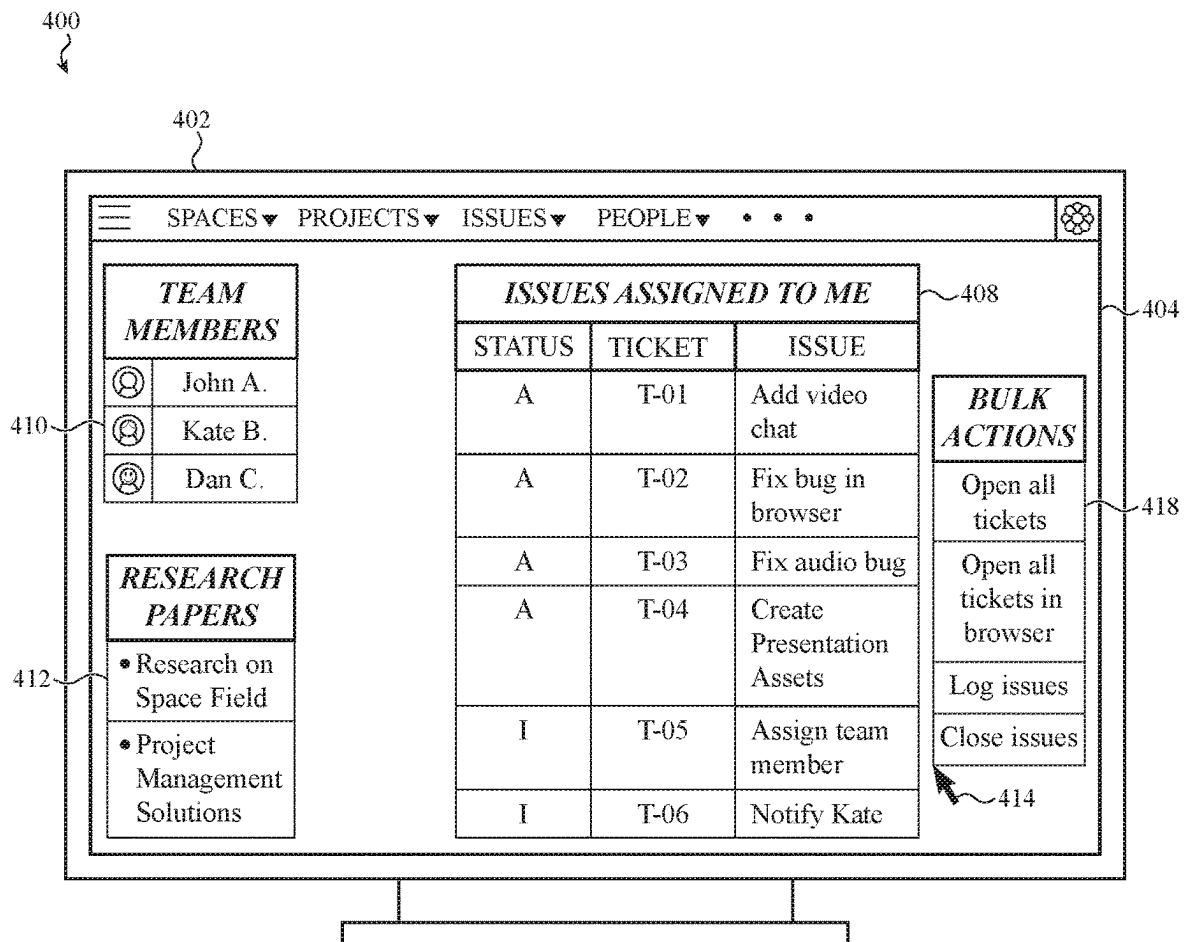 400
402
SPACES PROJECTS ISSUES PEOPLE
TEAM
MEMBERS
John A.
410
Kate B.
Dan C.
RESEARCH
PAPERS
412
• Research on
Space Field
• Project
Management
Solutions
ISSUES ASSIGNED TO ME
408
404
STATUS TICKET ISSUE
A T-01 Add video
chat
A T-02 Fix bug in
browser
A T-03 Fix audio bug
A T-04 Create
Presentation
Assets
I T-05 Assign team
member
I T-06 Notify Kate
BULK
ACTIONS
Open all
tickets
418
Open all
tickets in
browser
Log issues
Close issues
414